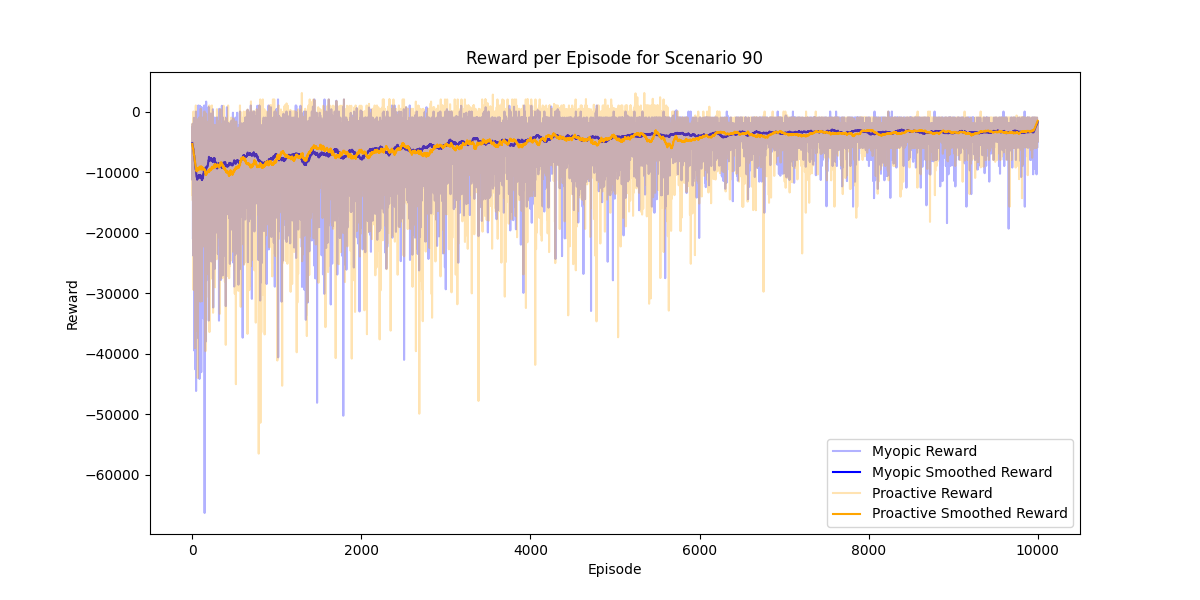 Reward per Episode for Scenario 90
Reward
0
−10000
−20000
−30000
−40000
−50000
−60000
0
2000
4000
6000
8000
10000
Episode
Myopic Reward
Myopic Smoothed Reward
Proactive Reward
Proactive Smoothed Reward